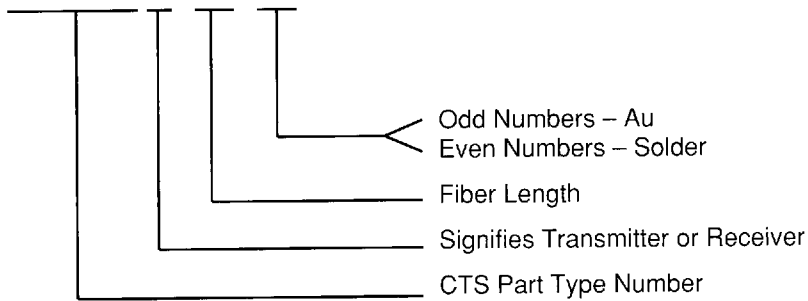 Odd Numbers – Au
Even Numbers – Solder
Fiber Length
Signifies Transmitter or Receiver
CTS Part Type Number